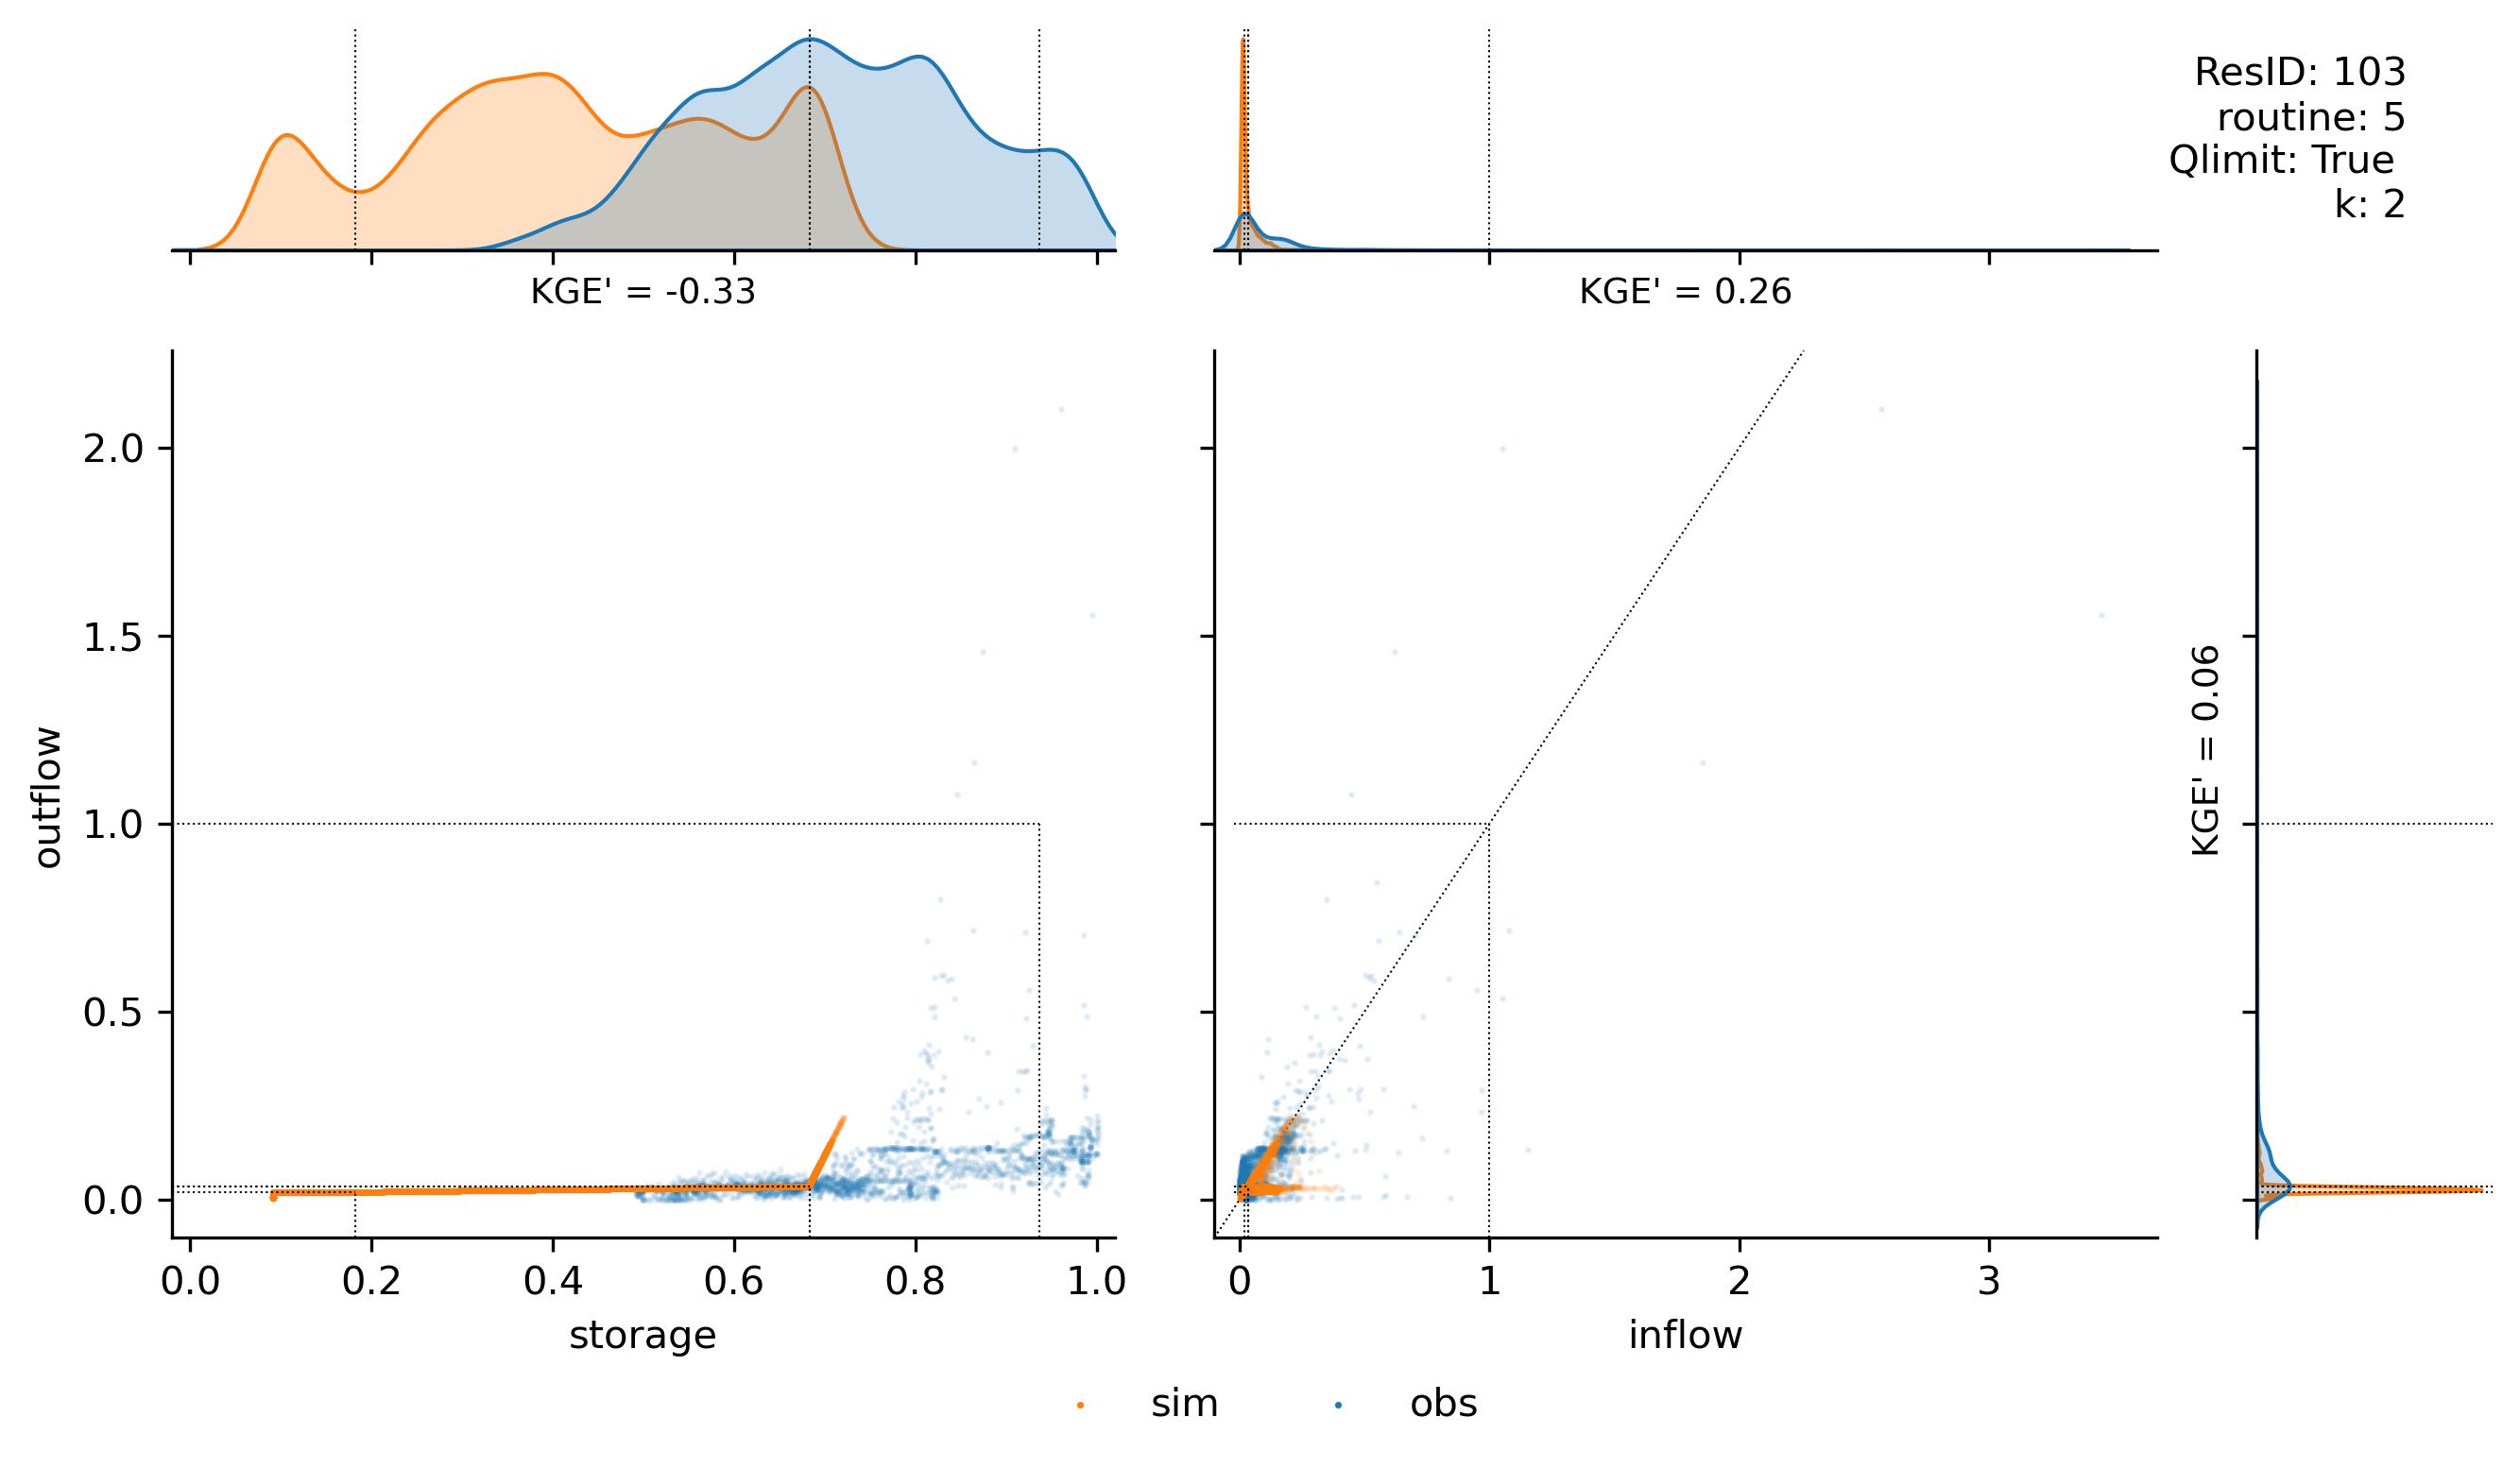 ResID: 103
routine: 5
Qlimit: True
k: 2
KGE' = -0.33
KGE' = 0.26
2.0
1.5
1.0
0.5
0.0
outflow
KGE' = 0.06
0.0 0.2 0.4 0.6 0.8 1.0
0 1 2 3
storage
inflow
sim obs